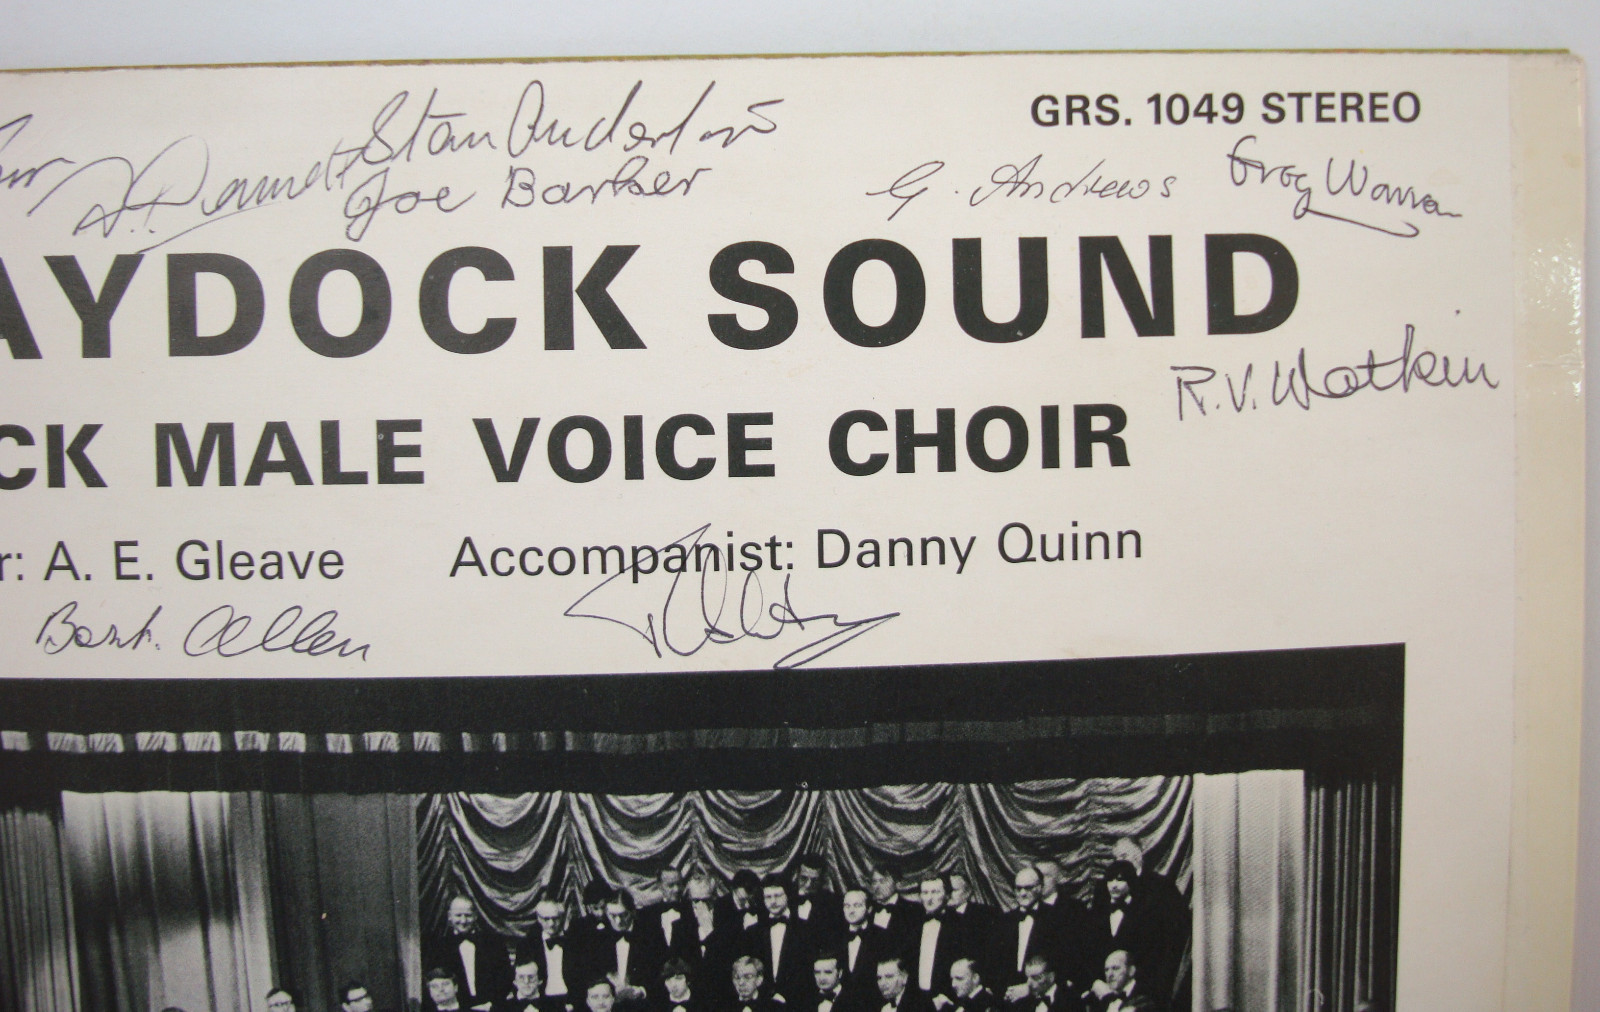 Stan Anderton
GRS. 1049 STEREO
Joe Barker
G. Andrews
Greg Warren
AYDOCK SOUND
R.V. Watkin
CK MALE VOICE CHOIR
r: A. E. Gleave Accompanist: Danny Quinn
Bert. Allen